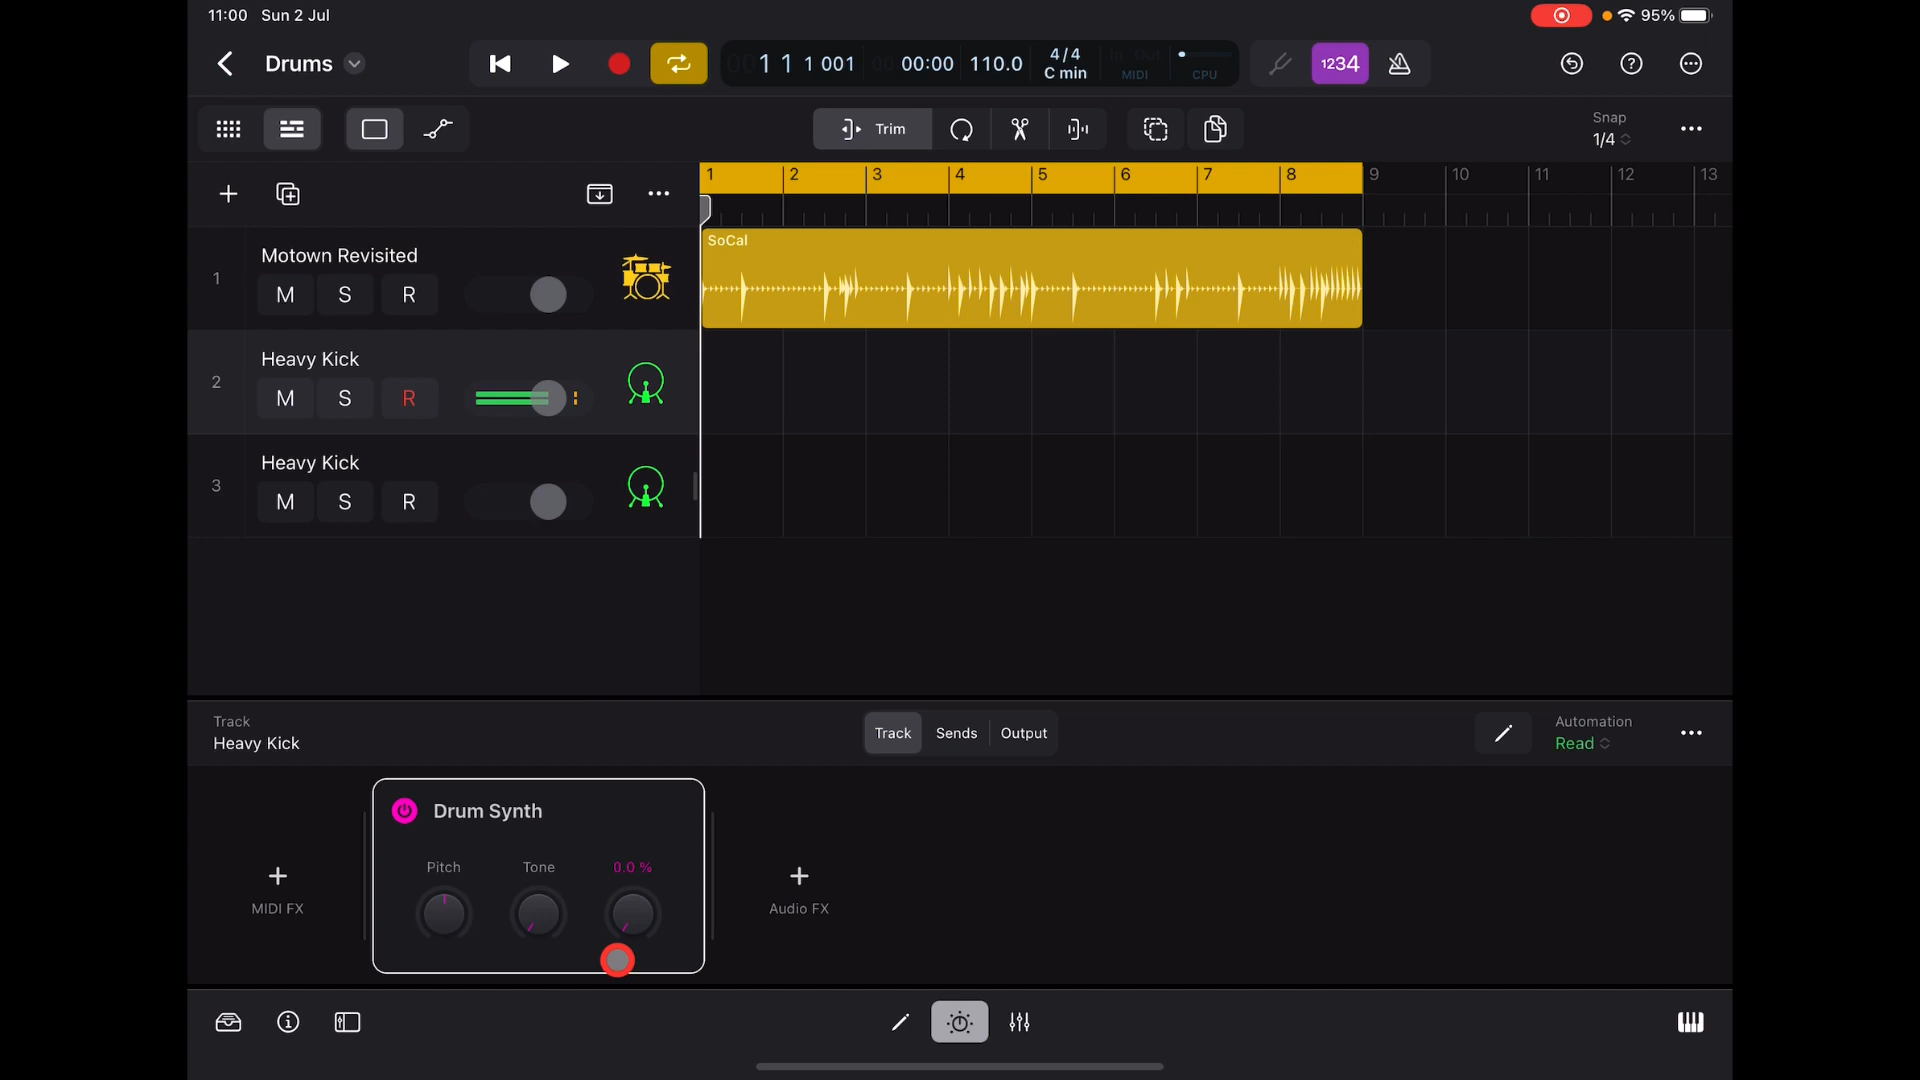 11:00 Sun 2 Jul
95%
Drums
1 1 1 001
00:00
110.0
4/4
C min
In Out
MIDI
CPU
1234
Trim
Snap
1/4
1 2 3 4 5 6 7 8 9 10 11 12 13
SoCal
1
Motown Revisited
M S R
2
Heavy Kick
M S R
3
Heavy Kick
M S R
Track
Heavy Kick
Track Sends Output
Automation
Read
Drum Synth
Pitch Tone 0.0 %
MIDI FX
Audio FX